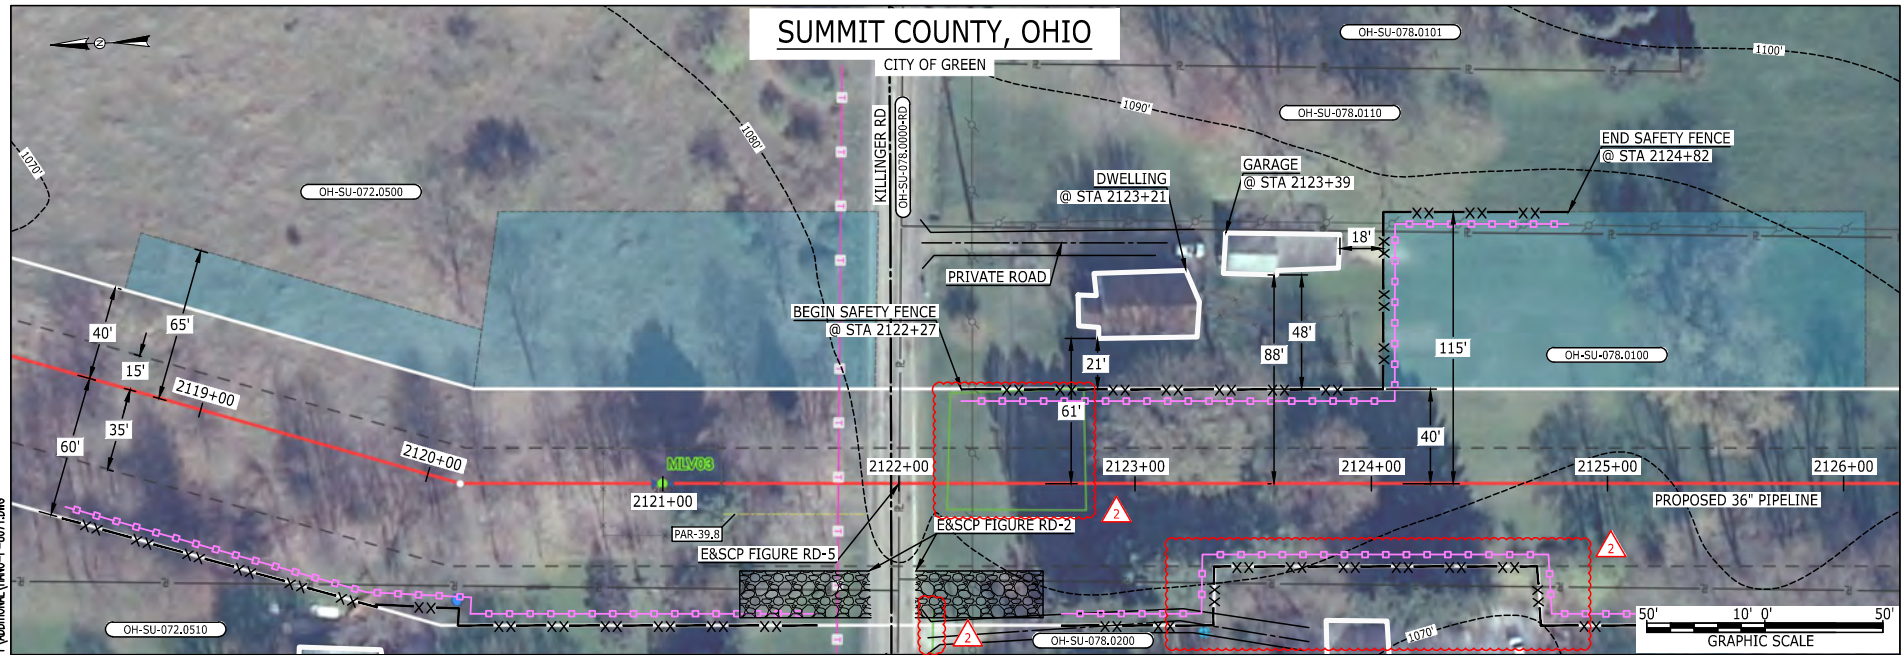 SUMMIT COUNTY, OHIO
CITY OF GREEN
N
OH-SU-078.0101
1100'
1090'
OH-SU-078.0110
END SAFETY FENCE
@ STA 2124+82
1080'
1070'
OH-SU-072.0500
KILLINGER RD
OH-SU-078.0000-RD
GARAGE
@ STA 2123+39
DWELLING
@ STA 2123+21
18'
PRIVATE ROAD
BEGIN SAFETY FENCE
@ STA 2122+27
40'
65'
15'
35'
60'
21'
61'
48'
88'
115'
40'
OH-SU-078.0100
2119+00
2120+00
MLV03
2121+00
2122+00
2123+00
2124+00
2125+00
2126+00
PROPOSED 36" PIPELINE
2
2
PAR-39.8
E&SCP FIGURE RD-5
E&SCP FIGURE RD-2
OH-SU-072.0510
2
OH-SU-078.0200
1070'
50'
10'
0'
50'
GRAPHIC SCALE